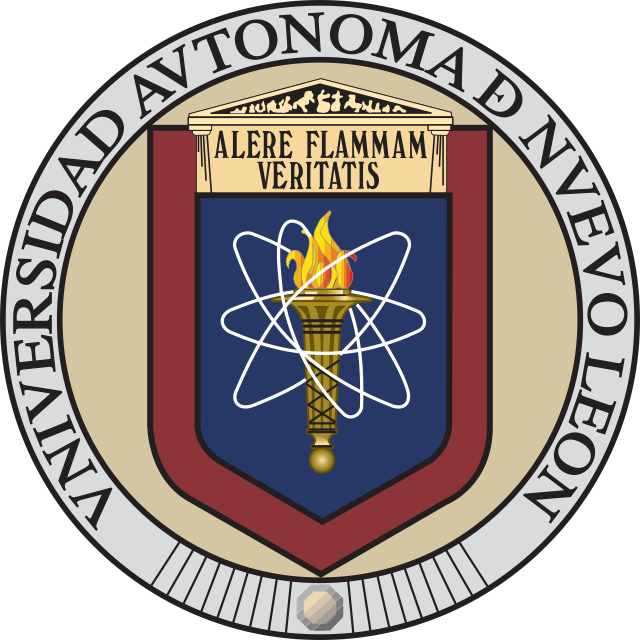 VNIVERSIDAD AVTONOMA Ð NVEVO LEON
ALERE FLAMMAM
VERITATIS